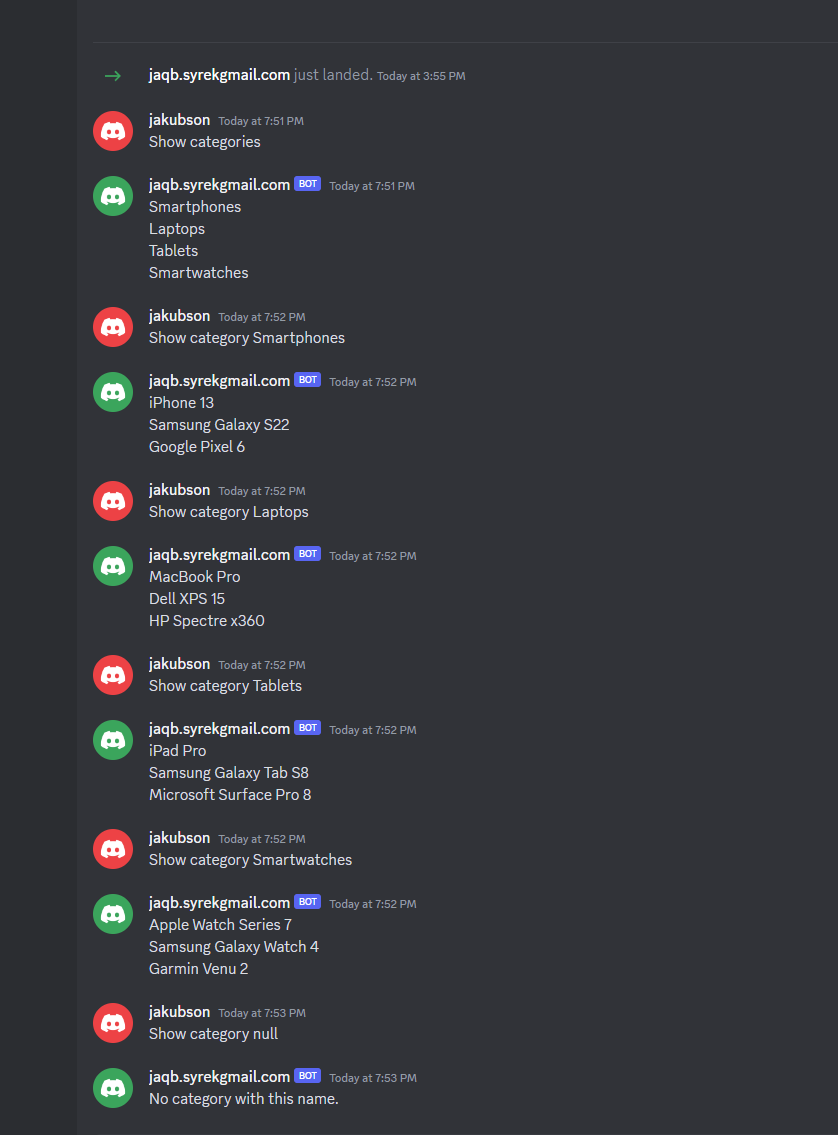 jaqb.syrekgmail.com just landed. Today at 3:55 PM
jakubson Today at 7:51 PM
Show categories
jaqb.syrekgmail.com BOT Today at 7:51 PM
Smartphones
Laptops
Tablets
Smartwatches
jakubson Today at 7:52 PM
Show category Smartphones
jaqb.syrekgmail.com BOT Today at 7:52 PM
iPhone 13
Samsung Galaxy S22
Google Pixel 6
jakubson Today at 7:52 PM
Show category Laptops
jaqb.syrekgmail.com BOT Today at 7:52 PM
MacBook Pro
Dell XPS 15
HP Spectre x360
jakubson Today at 7:52 PM
Show category Tablets
jaqb.syrekgmail.com BOT Today at 7:52 PM
iPad Pro
Samsung Galaxy Tab S8
Microsoft Surface Pro 8
jakubson Today at 7:52 PM
Show category Smartwatches
jaqb.syrekgmail.com BOT Today at 7:52 PM
Apple Watch Series 7
Samsung Galaxy Watch 4
Garmin Venu 2
jakubson Today at 7:53 PM
Show category null
jaqb.syrekgmail.com BOT Today at 7:53 PM
No category with this name.